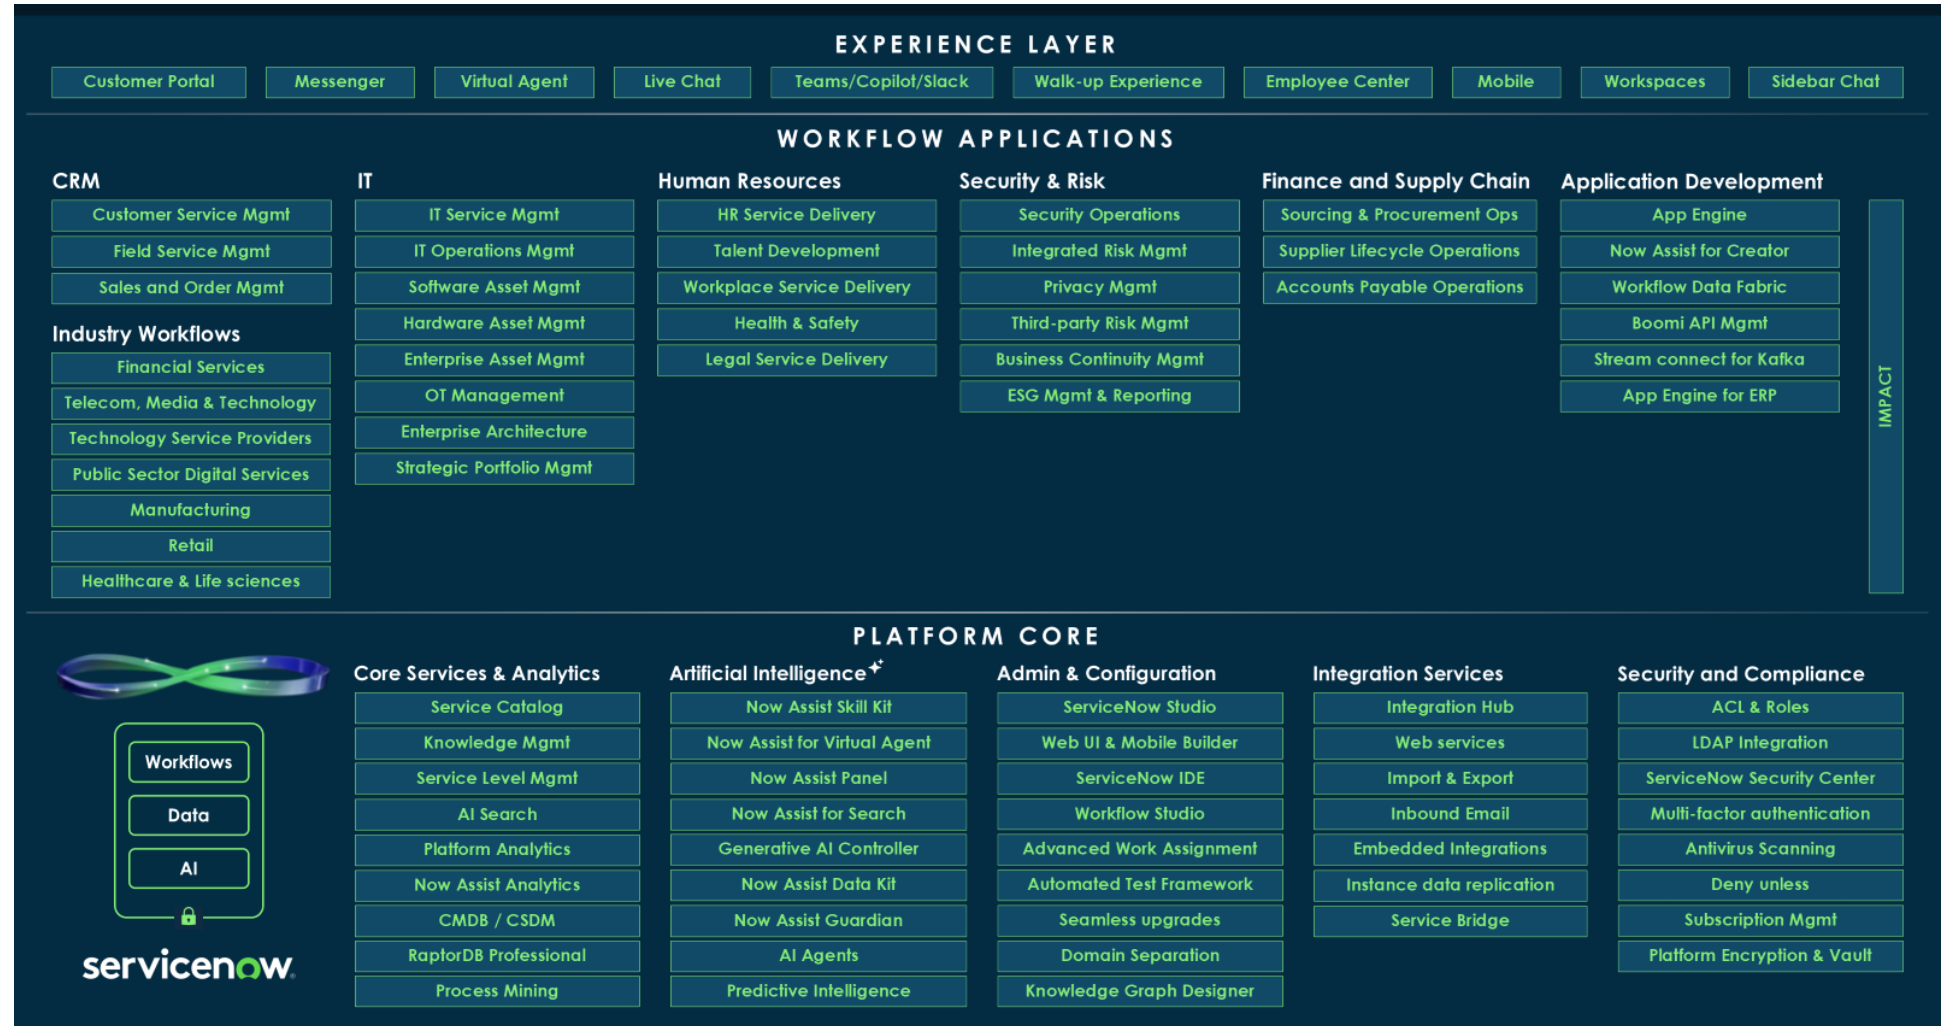 EXPERIENCE LAYER
Customer Portal
Messenger
Virtual Agent
Live Chat
Teams/Copilot/Slack
Walk-up Experience
Employee Center
Mobile
Workspaces
Sidebar Chat
WORKFLOW APPLICATIONS
CRM
Customer Service Mgmt
Field Service Mgmt
Sales and Order Mgmt
Industry Workflows
Financial Services
Telecom, Media & Technology
Technology Service Providers
Public Sector Digital Services
Manufacturing
Retail
Healthcare & Life sciences
IT
IT Service Mgmt
IT Operations Mgmt
Software Asset Mgmt
Hardware Asset Mgmt
Enterprise Asset Mgmt
OT Management
Enterprise Architecture
Strategic Portfolio Mgmt
Human Resources
HR Service Delivery
Talent Development
Workplace Service Delivery
Health & Safety
Legal Service Delivery
Security & Risk
Security Operations
Integrated Risk Mgmt
Privacy Mgmt
Third-party Risk Mgmt
Business Continuity Mgmt
ESG Mgmt & Reporting
Finance and Supply Chain
Sourcing & Procurement Ops
Supplier Lifecycle Operations
Accounts Payable Operations
Application Development
App Engine
Now Assist for Creator
Workflow Data Fabric
Boomi API Mgmt
Stream connect for Kafka
App Engine for ERP
IMPACT
PLATFORM CORE
Workflows
Data
AI
servicenow.
Core Services & Analytics
Service Catalog
Knowledge Mgmt
Service Level Mgmt
AI Search
Platform Analytics
Now Assist Analytics
CMDB / CSDM
RaptorDB Professional
Process Mining
Artificial Intelligence
Now Assist Skill Kit
Now Assist for Virtual Agent
Now Assist Panel
Now Assist for Search
Generative AI Controller
Now Assist Data Kit
Now Assist Guardian
AI Agents
Predictive Intelligence
Admin & Configuration
ServiceNow Studio
Web UI & Mobile Builder
ServiceNow IDE
Workflow Studio
Advanced Work Assignment
Automated Test Framework
Seamless upgrades
Domain Separation
Knowledge Graph Designer
Integration Services
Integration Hub
Web services
Import & Export
Inbound Email
Embedded Integrations
Instance data replication
Service Bridge
Security and Compliance
ACL & Roles
LDAP Integration
ServiceNow Security Center
Multi-factor authentication
Antivirus Scanning
Deny unless
Subscription Mgmt
Platform Encryption & Vault